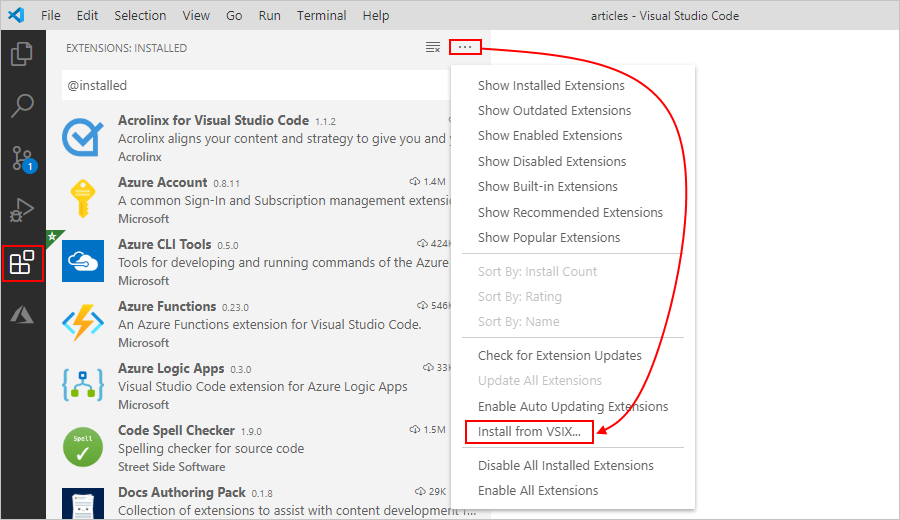 File Edit Selection View Go Run Terminal Help articles - Visual Studio Code
EXTENSIONS: INSTALLED ...
@installed
Acrolinx for Visual Studio Code 1.1.2
Acrolinx aligns your content and strategy to give you and
Acrolinx
Azure Account 0.8.11 1.4M
A common Sign-In and Subscription management
Microsoft
Azure CLI Tools 0.5.0 424K
Tools for developing and running commands of the Azure
Microsoft
Azure Functions 0.23.0 546K
An Azure Functions extension for Visual Studio Code.
Microsoft
Azure Logic Apps 0.3.0 33K
Visual Studio Code extension for Azure Logic Apps
Microsoft
Spell
Code Spell Checker 1.9.0 1.5M
Spelling checker for source code
Street Side Software
Docs Authoring Pack 0.1.8 29K
Collection of extensions to assist with content development
1
Show Installed Extensions
Show Outdated Extensions
Show Enabled Extensions
Show Disabled Extensions
Show Built-in Extensions
Show Recommended Extensions
Show Popular Extensions
Sort By: Install Count
Sort By: Rating
Sort By: Name
Check for Extension Updates
Update All Extensions
Enable Auto Updating Extensions
Install from VSIX...
Disable All Installed Extensions
Enable All Extensions